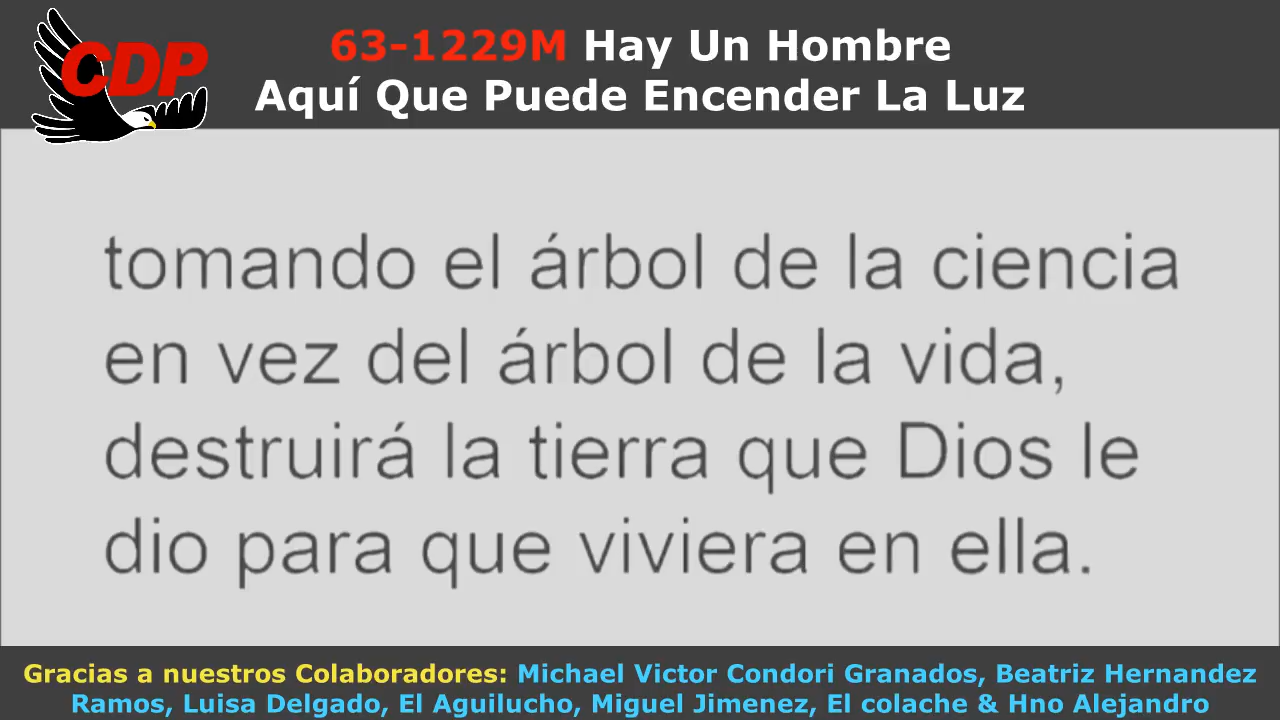 CDP
63-1229M Hay Un Hombre
Aquí Que Puede Encender La Luz
tomando el árbol de la ciencia
en vez del árbol de la vida,
destruirá la tierra que Dios le
dio para que viviera en ella.
Gracias a nuestros Colaboradores: Michael Victor Condori Granados, Beatriz Hernandez
Ramos, Luisa Delgado, El Aguilucho, Miguel Jimenez, El colache & Hno Alejandro